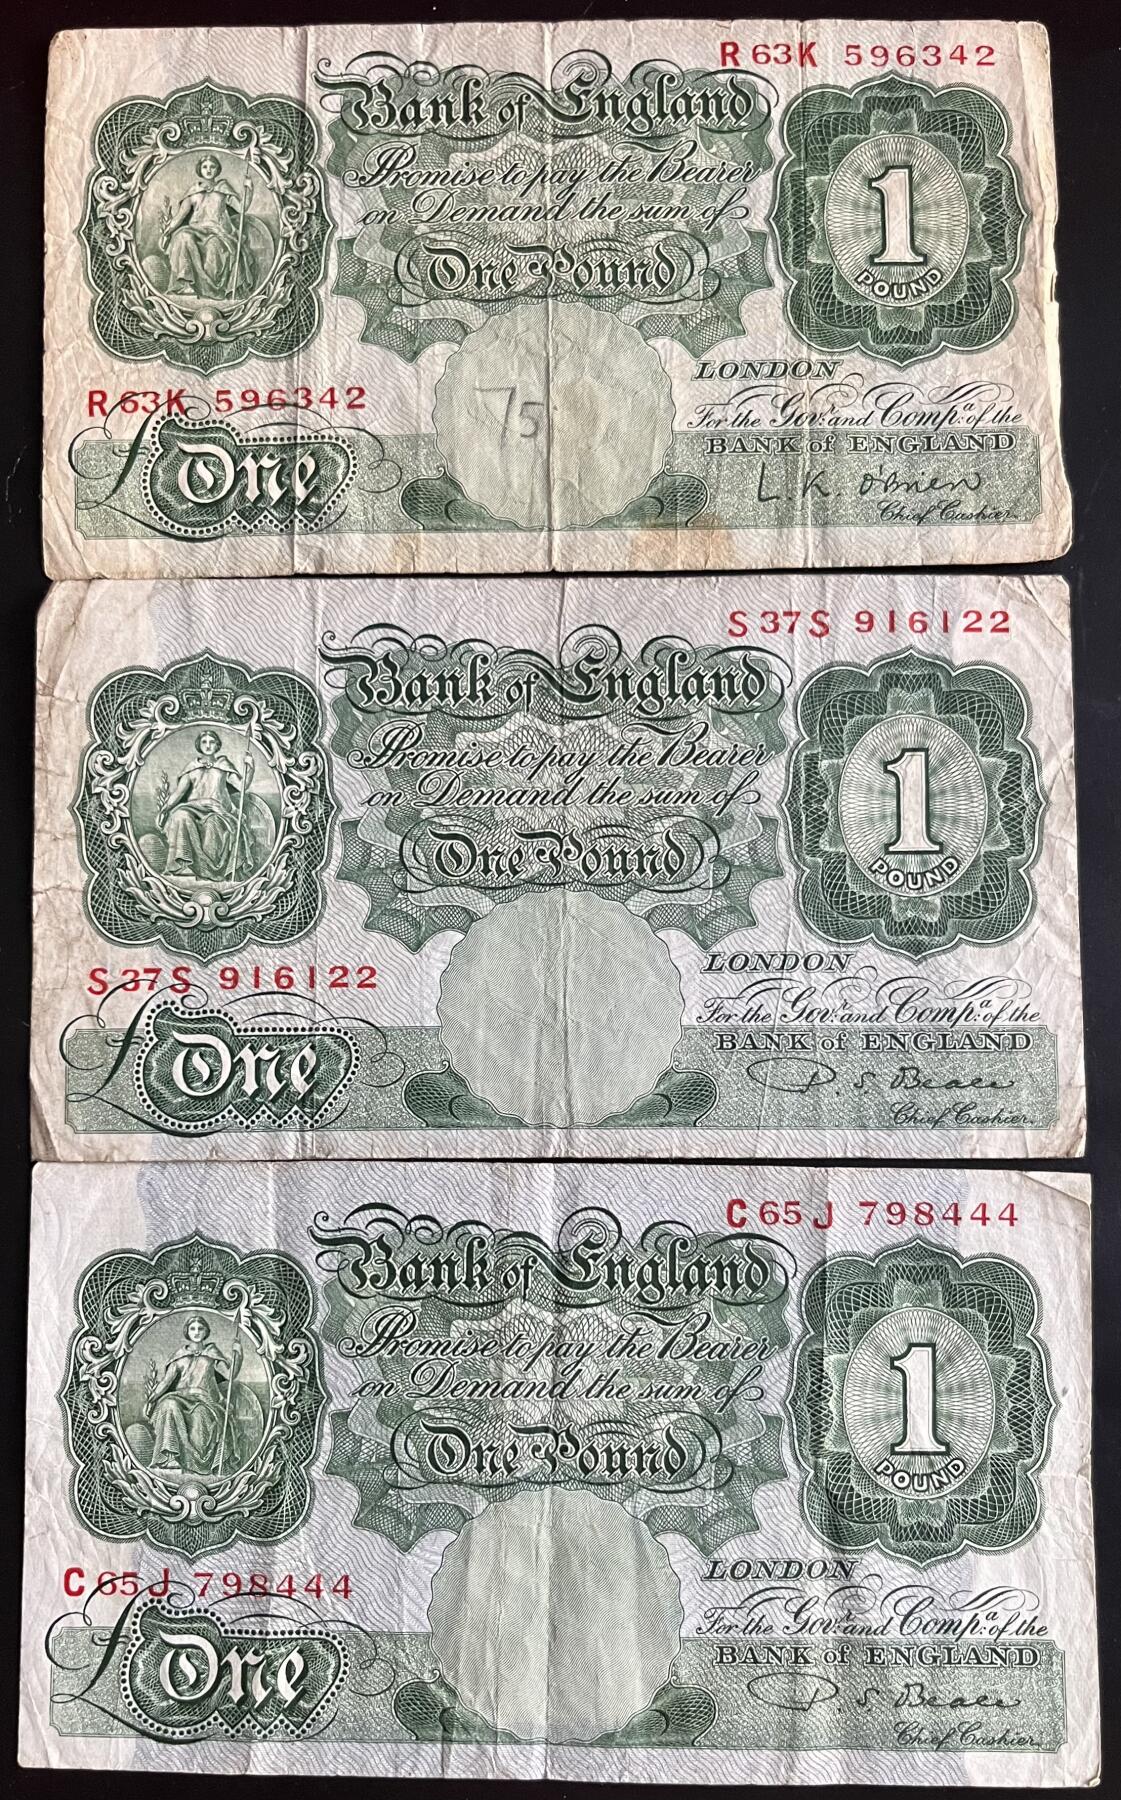 R63K 596342
Bank of England
Promise to pay the Bearer
on Demand the sum of
One Pound
1
POUND
LONDON
R63K 596342
75
For the Govr. and Compa. of the
BANK of ENGLAND
£One
L. K. O'Brien
Chief Cashier.
S37S 916122
Bank of England
Promise to pay the Bearer
on Demand the sum of
One Pound
1
POUND
LONDON
S37S 916122
For the Govr. and Compa. of the
BANK of ENGLAND
£One
P. S. Beale
Chief Cashier.
C65J 798444
Bank of England
Promise to pay the Bearer
on Demand the sum of
One Pound
1
POUND
LONDON
C65J 798444
For the Govr. and Compa. of the
BANK of ENGLAND
£One
P. S. Beale
Chief Cashier.